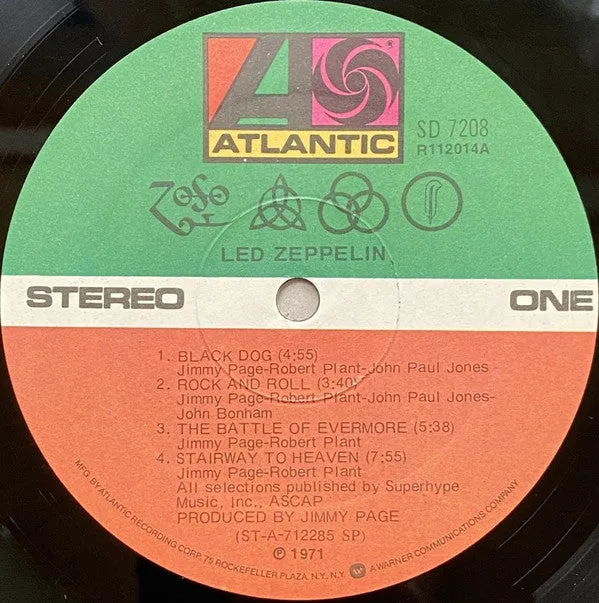 ATLANTIC
SD 7208
R112014A
LED ZEPPELIN
STEREO
ONE
1. BLACK DOG (4:55)
Jimmy Page-Robert Plant-John Paul Jones
2. ROCK AND ROLL (3:40)
Jimmy Page-Robert Plant-John Paul Jones-
John Bonham
3. THE BATTLE OF EVERMORE (5:38)
Jimmy Page-Robert Plant
4. STAIRWAY TO HEAVEN (7:55)
Jimmy Page-Robert Plant
All selections published by Superhype
Music, Inc., ASCAP
PRODUCED BY JIMMY PAGE
(ST-A-712285 SP)
℗ 1971
MFG. BY ATLANTIC RECORDING CORP., 75 ROCKEFELLER PLAZA, N.Y., N.Y. A WARNER COMMUNICATIONS COMPANY